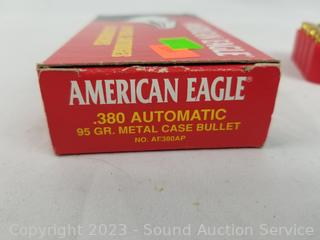 AMERICAN EAGLE®
.380 AUTOMATIC
95 GR. METAL CASE BULLET
NO. AE380AP
Copyright 2023 - Sound Auction Service